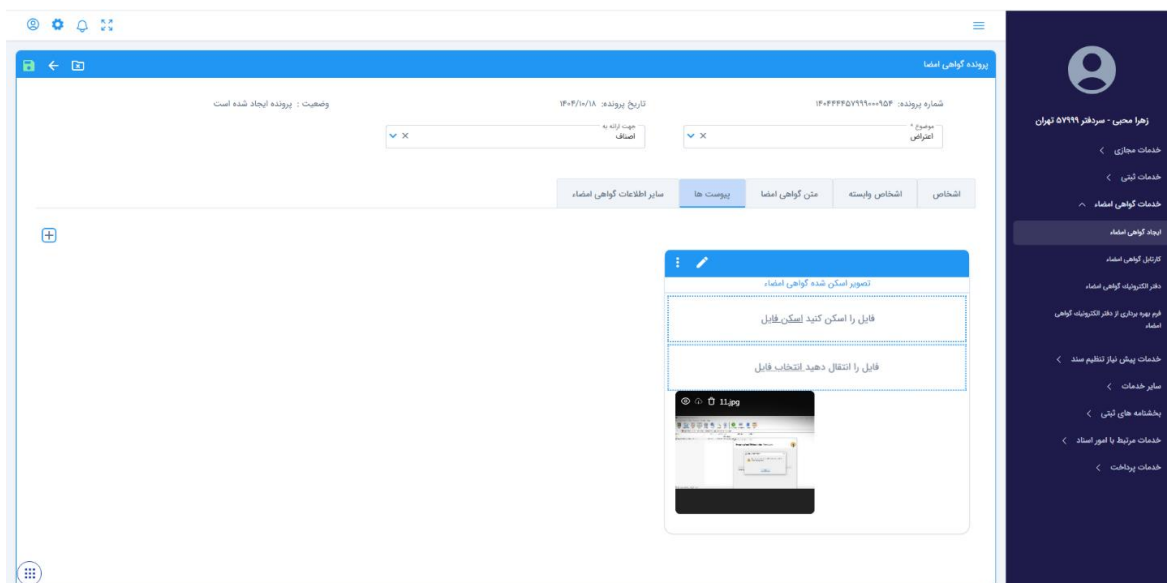 پرونده گواهی امضا
شماره پرونده: ۱۴۰۴۴۴۴۵۷۹۹۹۰۰۰۹۵۴
تاریخ پرونده: ۱۴۰۴/۱۰/۱۸
وضعیت : پرونده ایجاد شده است
موضوع *
اعتراض
جهت ارائه به
اصناف
اشخاص
اشخاص وابسته
متن گواهی امضا
پیوست ها
سایر اطلاعات گواهی امضاء
تصویر اسکن شده گواهی امضاء
فایل را اسکن کنید اسکن فایل
فایل را انتقال دهید انتخاب فایل
11.jpg
زهرا محبی - سردفتر ۵۷۹۹۹ تهران
خدمات مجازی
خدمات ثبتی
خدمات گواهی امضاء
ایجاد گواهی امضاء
کارتابل گواهی امضاء
دفتر الکترونیک گواهی امضاء
فرم بهره برداری از دفتر الکترونیک گواهی
امضاء
خدمات پیش نیاز تنظیم سند
سایر خدمات
بخشنامه های ثبتی
خدمات مرتبط با امور اسناد
خدمات پرداخت